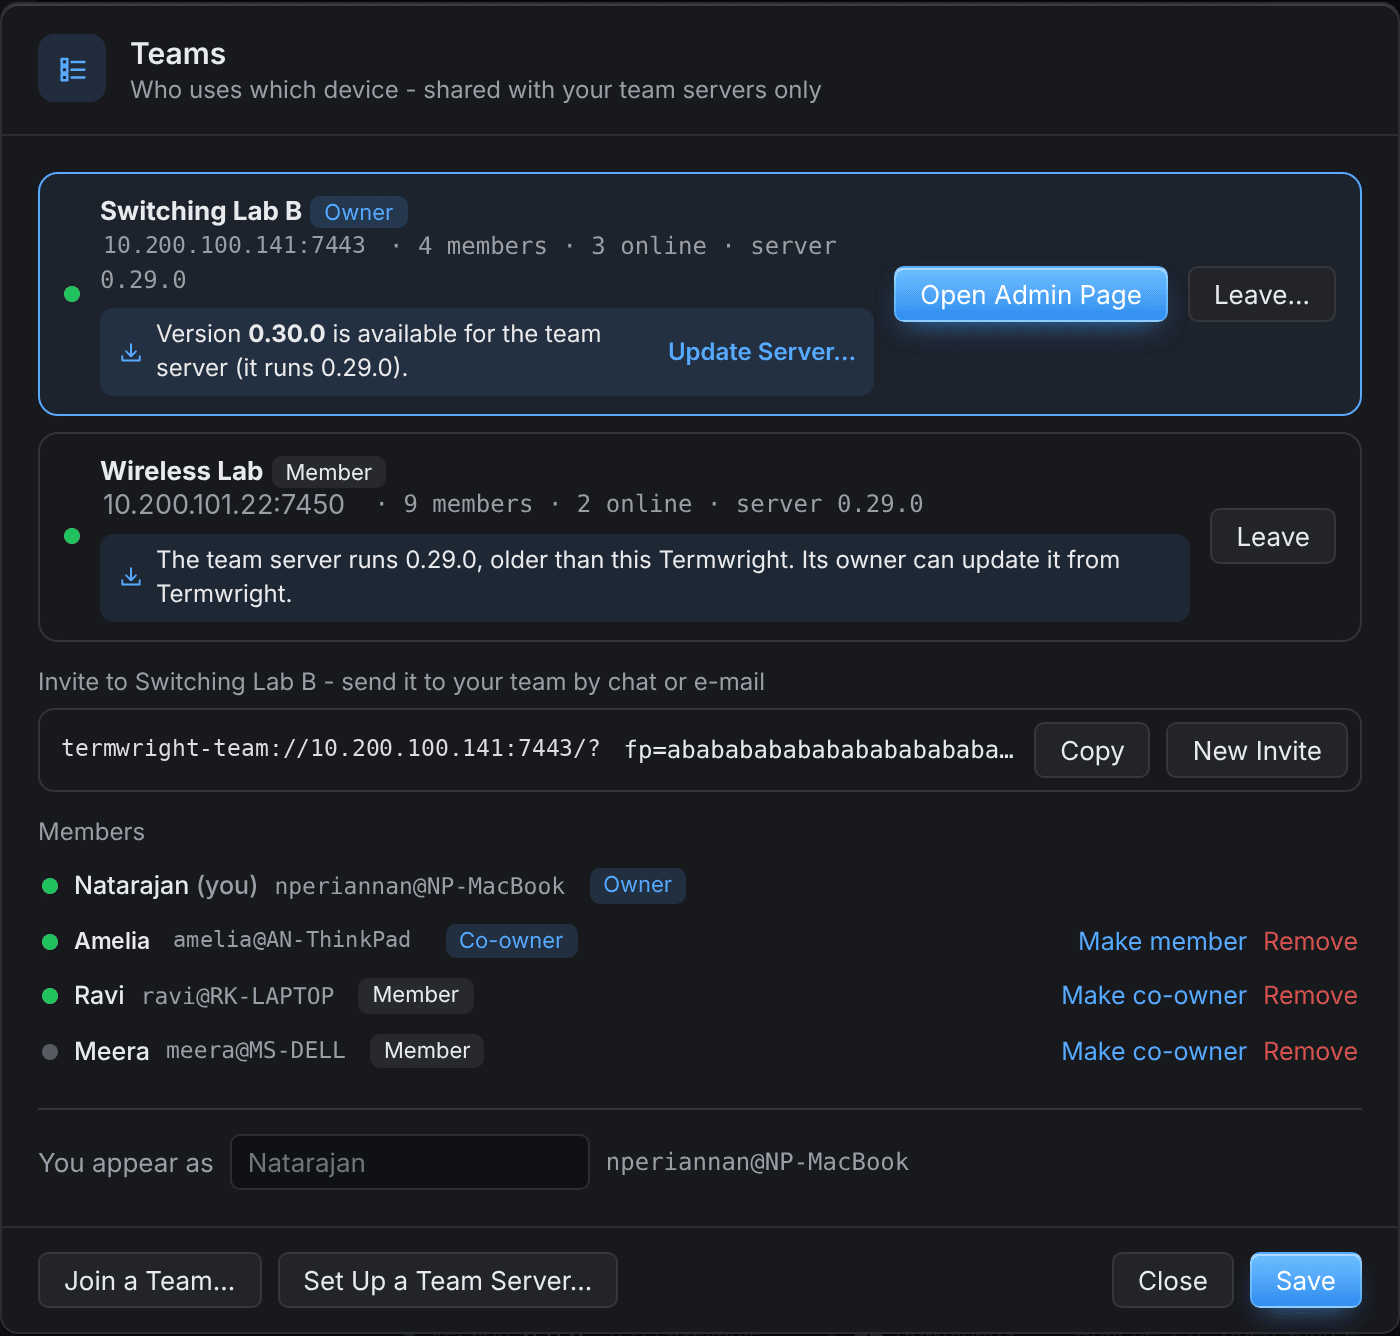 Teams
Who uses which device - shared with your team servers only
Switching Lab B Owner
10.200.100.141:7443 · 4 members · 3 online · server
0.29.0
Version 0.30.0 is available for the team
server (it runs 0.29.0).
Update Server...
Open Admin Page
Leave...
Wireless Lab Member
10.200.101.22:7450 · 9 members · 2 online · server 0.29.0
The team server runs 0.29.0, older than this Termwright. Its owner can update it from
Termwright.
Leave
Invite to Switching Lab B - send it to your team by chat or e-mail
termwright-team://10.200.100.141:7443/? fp=abababababababababababa…
Copy
New Invite
Members
Natarajan (you) nperiannan@NP-MacBook Owner
Amelia amelia@AN-ThinkPad Co-owner Make member Remove
Ravi ravi@RK-LAPTOP Member Make co-owner Remove
Meera meera@MS-DELL Member Make co-owner Remove
You appear as Natarajan nperiannan@NP-MacBook
Join a Team... Set Up a Team Server... Close Save